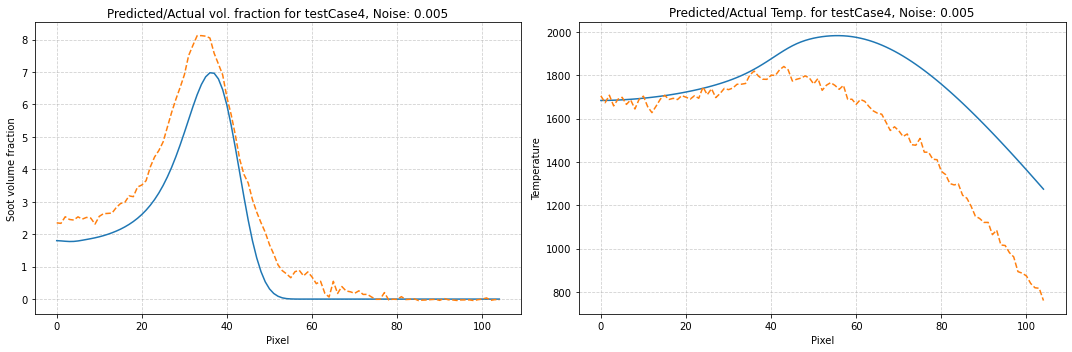 Predicted/Actual vol. fraction for testCase4, Noise: 0.005
8
7
6
5
4
3
2
1
0
Soot volume fraction
0 20 40 60 80 100
Pixel
Predicted/Actual Temp. for testCase4, Noise: 0.005
2000
1800
1600
1400
1200
1000
800
Temperature
0 20 40 60 80 100
Pixel